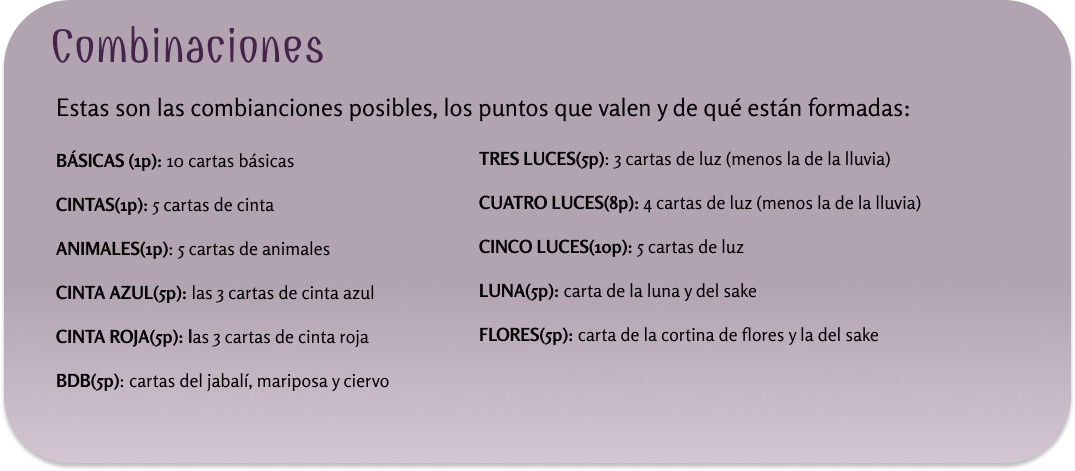 Combinaciones
Estas son las combianciones posibles, los puntos que valen y de qué están formadas:
BÁSICAS (1p): 10 cartas básicas
CINTAS(1p): 5 cartas de cinta
ANIMALES(1p): 5 cartas de animales
CINTA AZUL(5p): las 3 cartas de cinta azul
CINTA ROJA(5p): las 3 cartas de cinta roja
BDB(5p): cartas del jabalí, mariposa y ciervo
TRES LUCES(5p): 3 cartas de luz (menos la de la lluvia)
CUATRO LUCES(8p): 4 cartas de luz (menos la de la lluvia)
CINCO LUCES(10p): 5 cartas de luz
LUNA(5p): carta de la luna y del sake
FLORES(5p): carta de la cortina de flores y la del sake